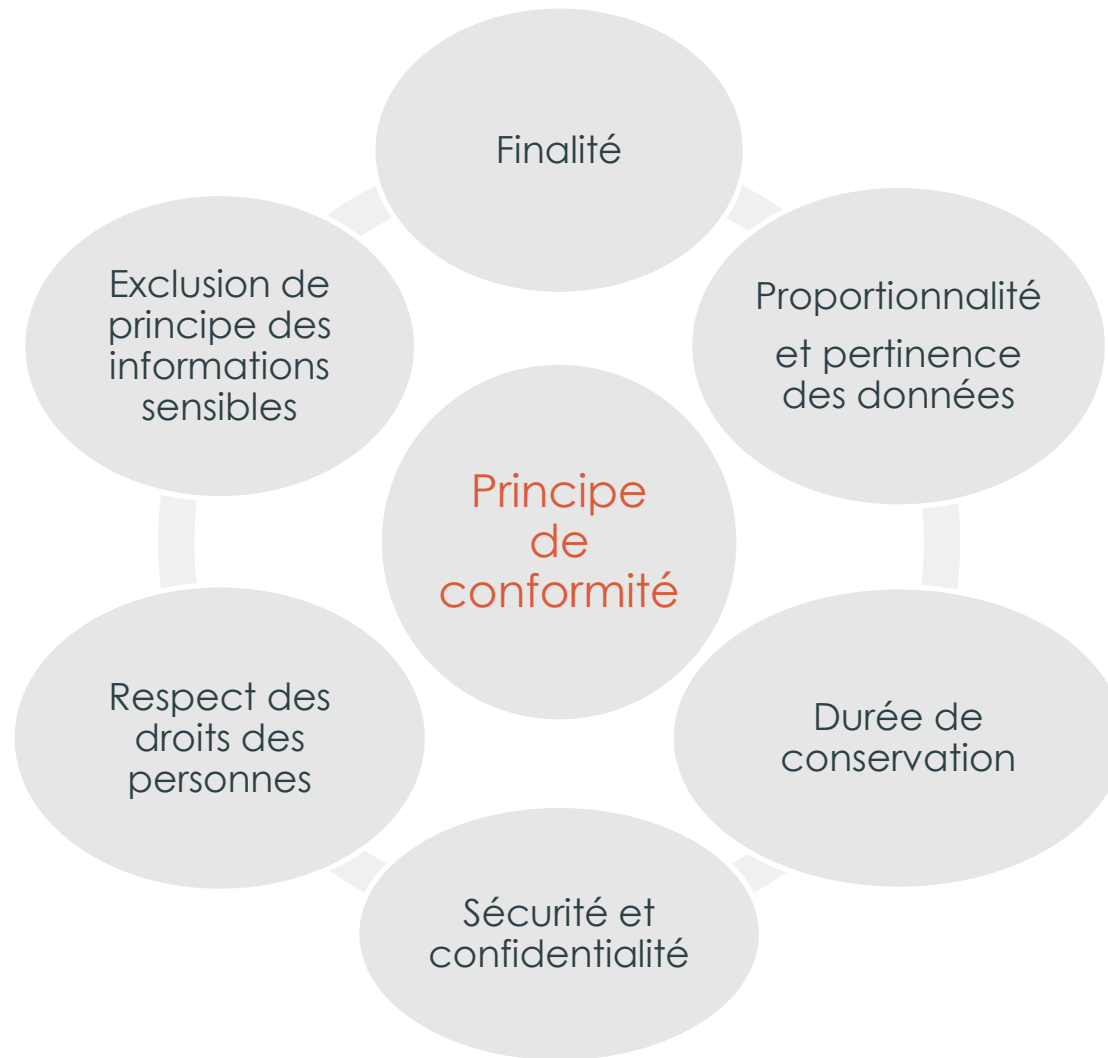 Finalité
Proportionnalité
et pertinence
des données
Durée de
conservation
Sécurité et
confidentialité
Respect des
droits des
personnes
Exclusion de
principe des
informations
sensibles
Principe
de
conformité